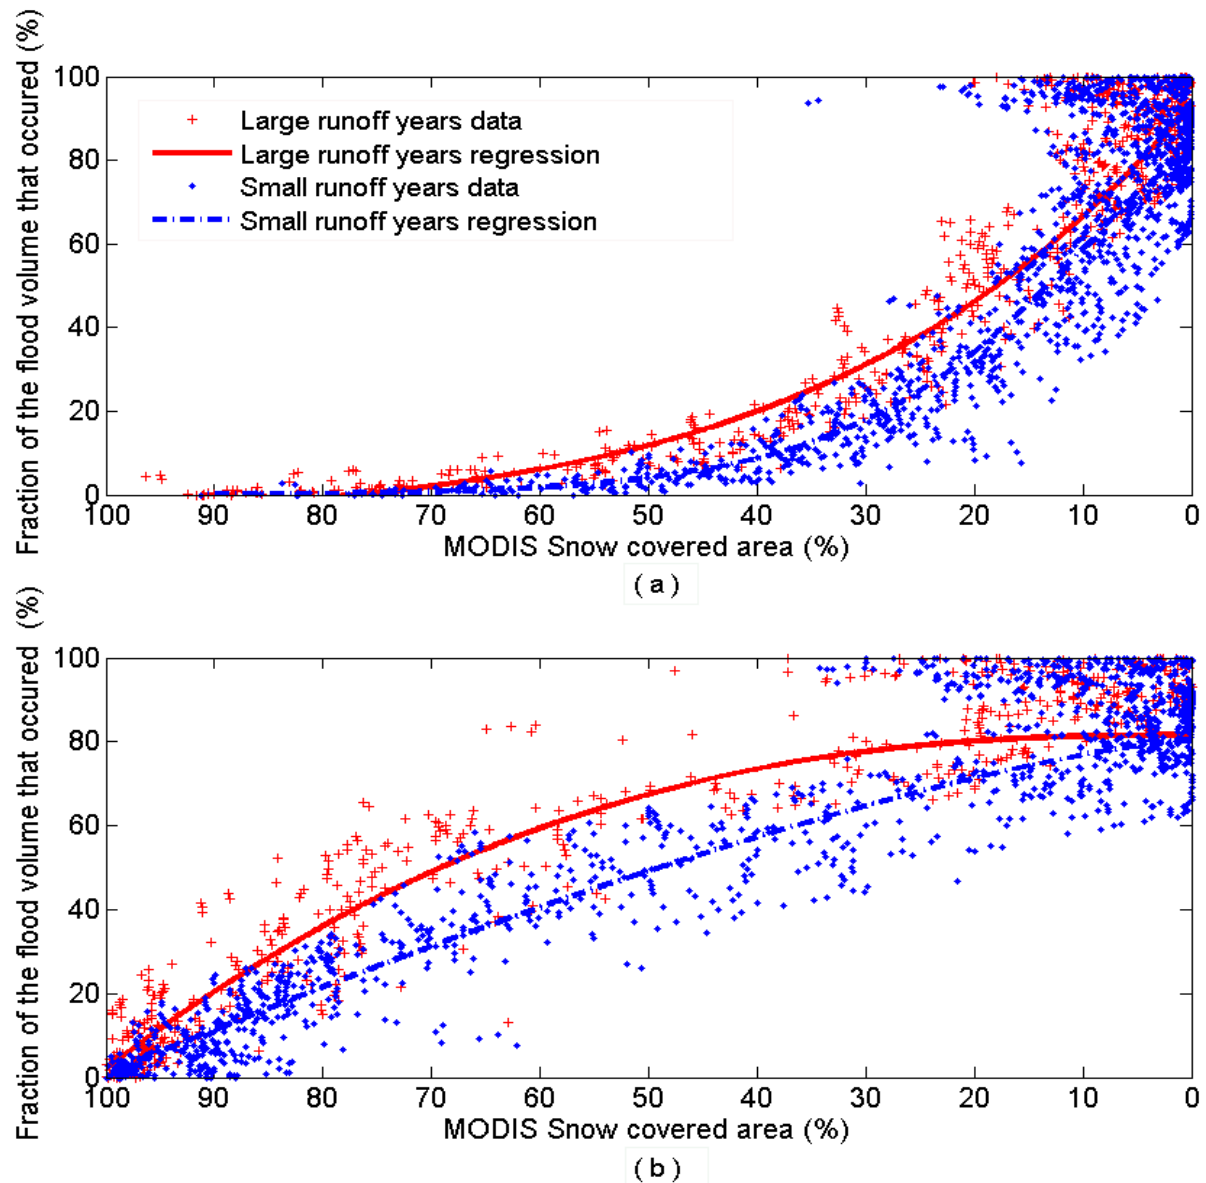 Fraction of the flood volume that occured (%)
100
80
60
40
20
0
+ Large runoff years data
Large runoff years regression
Small runoff years data
Small runoff years regression
100 90 80 70 60 50 40 30 20 10 0
MODIS Snow covered area (%)
( a )
Fraction of the flood volume that occured (%)
100
80
60
40
20
0
100 90 80 70 60 50 40 30 20 10 0
MODIS Snow covered area (%)
( b )